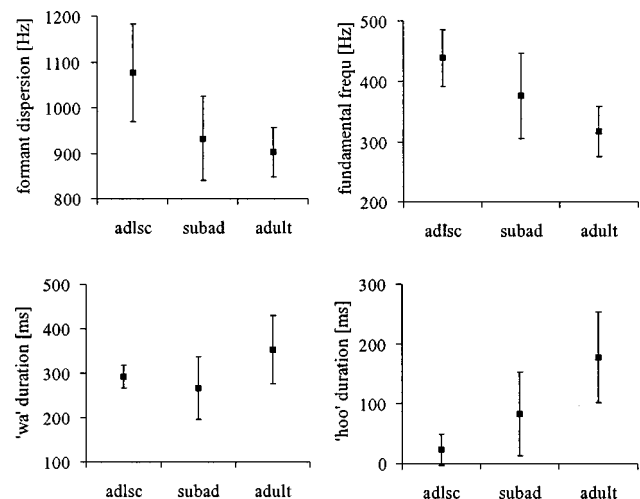 formant dispersion [Hz]
1200
1100
1000
900
800
adlsc subad adult
fundamental frequ [Hz]
500
400
300
200
adlsc subad adult
'wa' duration [ms]
500
400
300
200
100
adlsc subad adult
'hoo' duration [ms]
300
200
100
0
adlsc subad adult